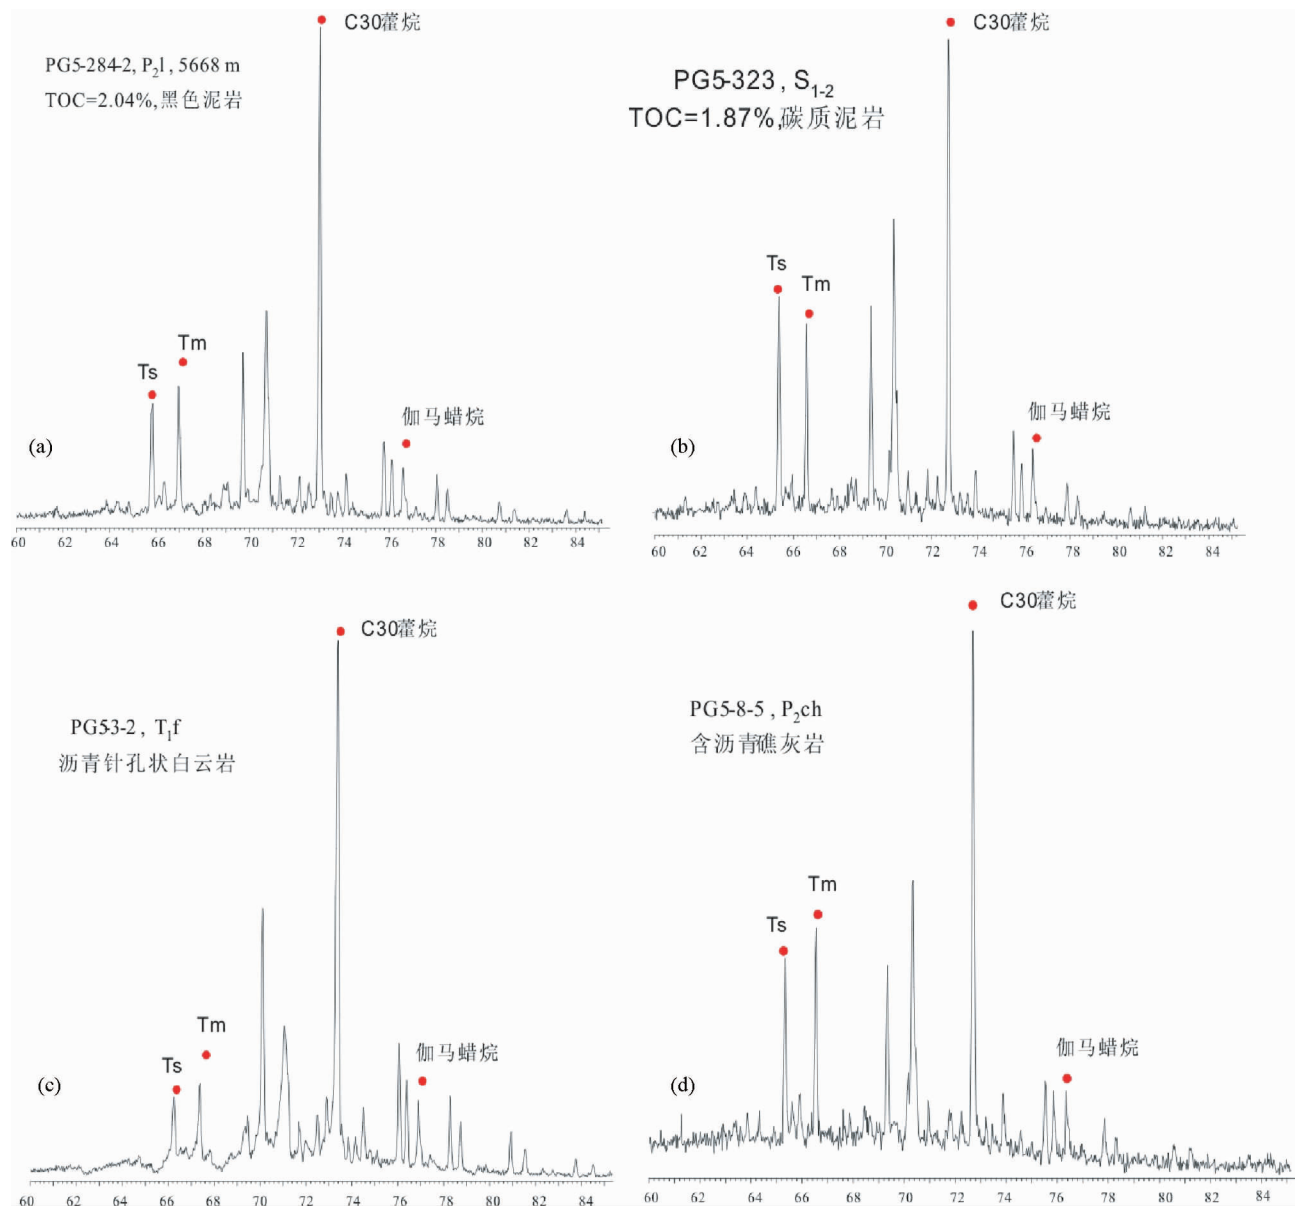 C30藿烷
PG5-284-2, P2l, 5668 m
TOC=2.04%,黑色泥岩
Ts
Tm
伽马蜡烷
(a)
60 62 64 66 68 70 72 74 76 78 80 82 84
C30藿烷
PG5-323, S1-2
TOC=1.87%,碳质泥岩
Ts
Tm
伽马蜡烷
(b)
60 62 64 66 68 70 72 74 76 78 80 82 84
C30藿烷
PG53-2, T1f
沥青针孔状白云岩
Tm
Ts
伽马蜡烷
(c)
60 62 64 66 68 70 72 74 76 78 80 82 84
C30藿烷
PG5-8-5, P2ch
含沥青礁灰岩
Tm
Ts
伽马蜡烷
(d)
60 62 64 66 68 70 72 74 76 78 80 82 84